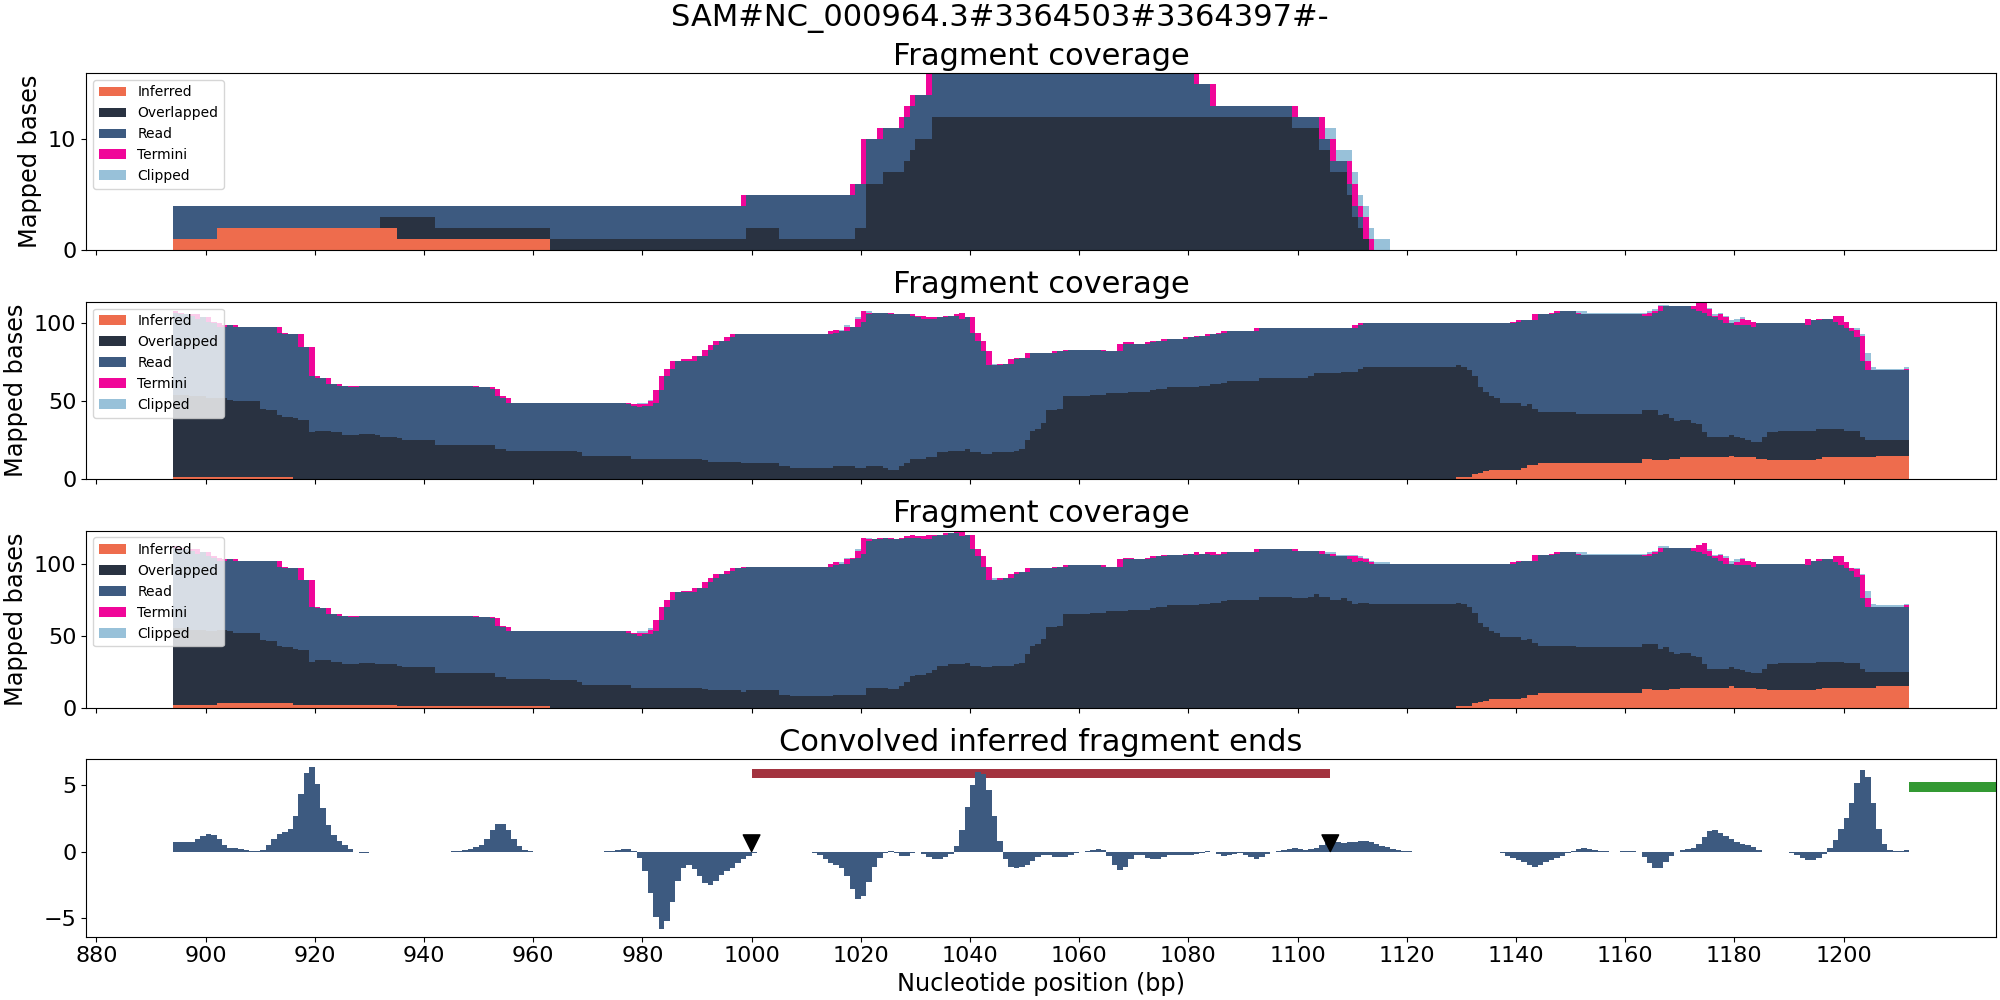 SAM#NC_000964.3#3364503#3364397#-
Fragment coverage
Mapped bases
10
0
Inferred
Overlapped
Read
Termini
Clipped
Fragment coverage
Mapped bases
100
50
0
Inferred
Overlapped
Read
Termini
Clipped
Fragment coverage
Mapped bases
100
50
0
Inferred
Overlapped
Read
Termini
Clipped
Convolved inferred fragment ends
5
0
−5
880 900 920 940 960 980 1000 1020 1040 1060 1080 1100 1120 1140 1160 1180 1200
Nucleotide position (bp)